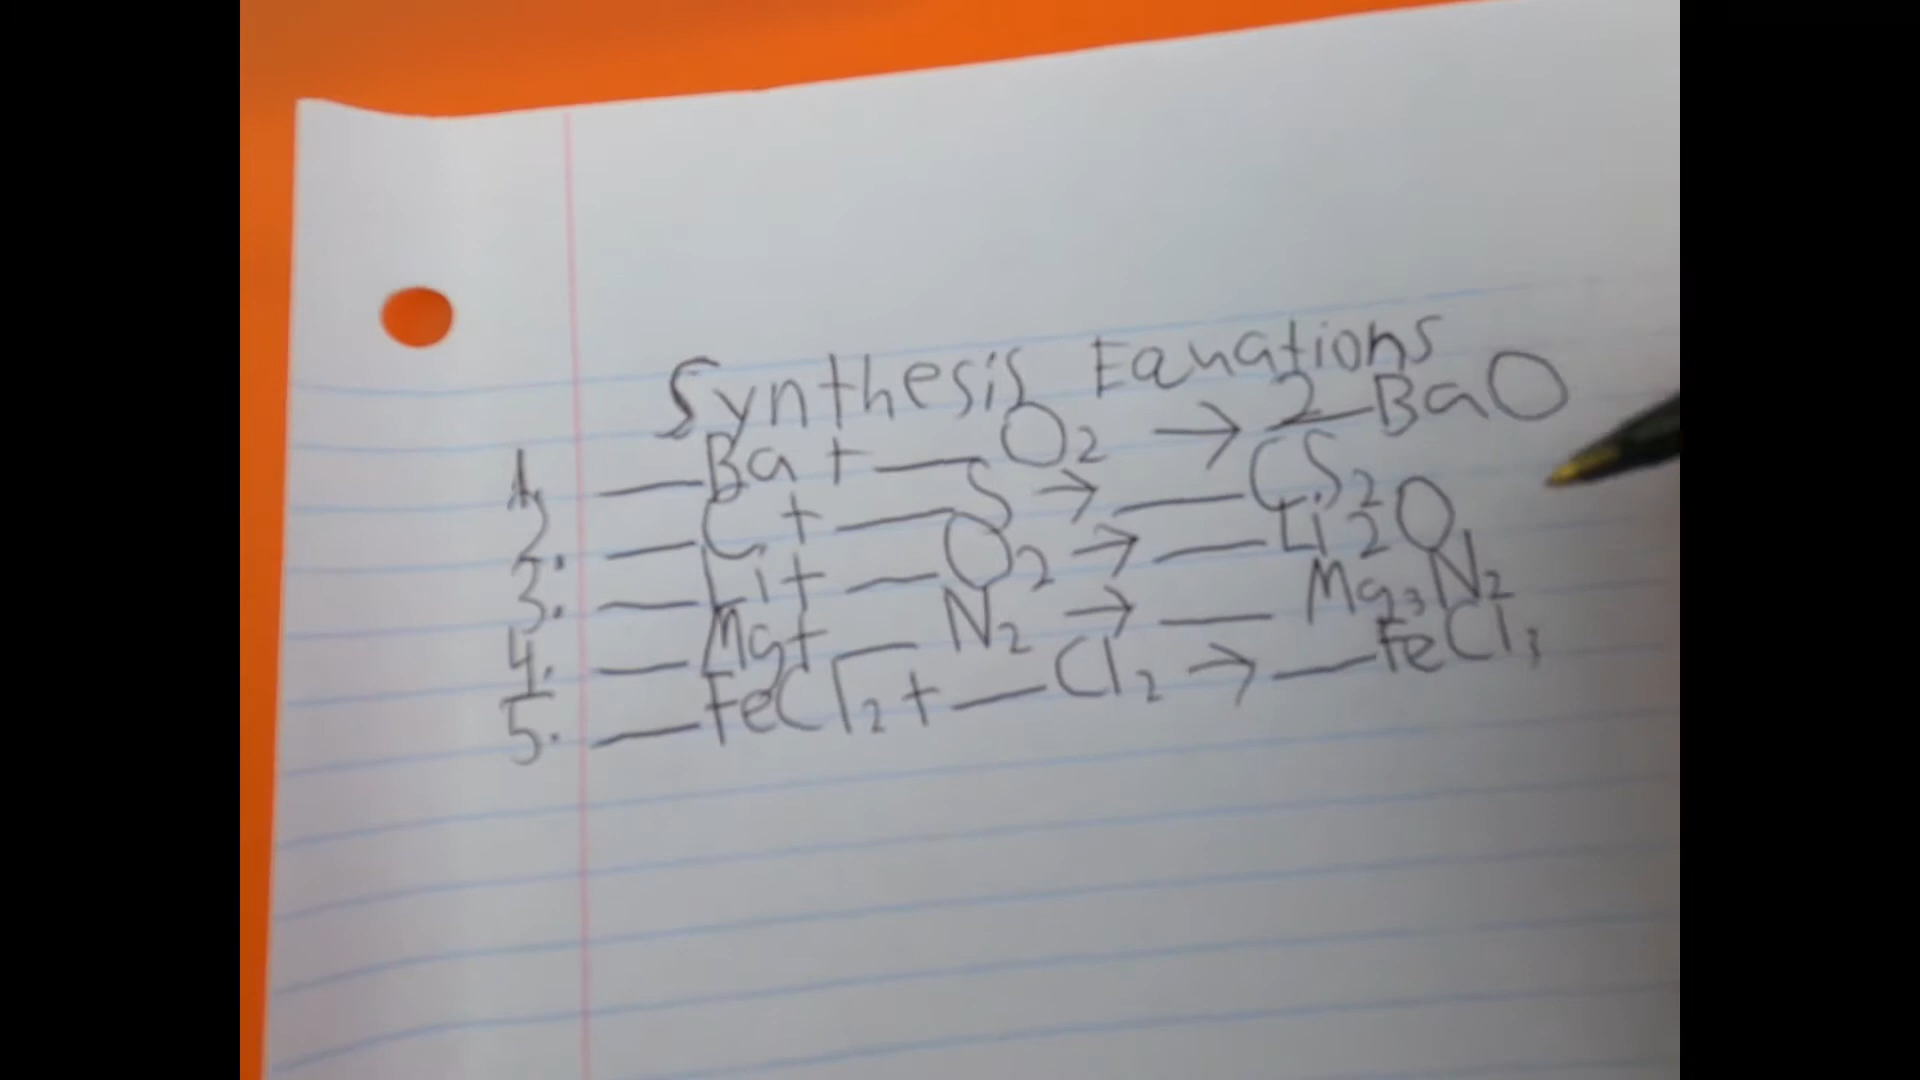 Synthesis Equations
1. __Ba + __O₂ → 2 BaO
2. __C + __S → __CS₂
3. __Li + __O₂ → __Li₂O
4. __Mg + __N₂ → __Mg₃N₂
5. __FeCl₂ + __Cl₂ → __FeCl₃